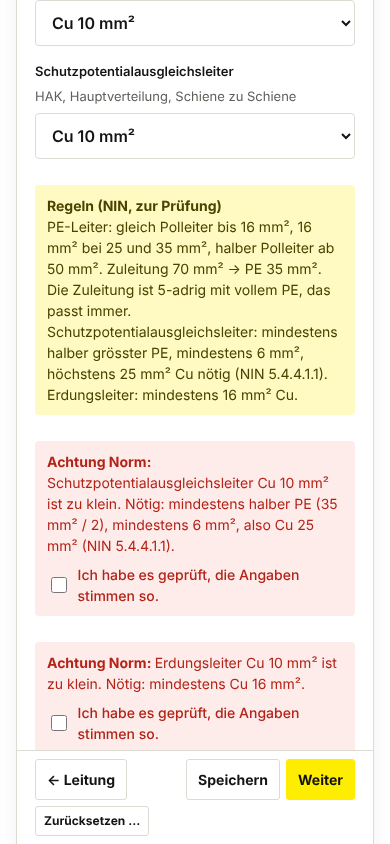 Cu 10 mm²
Schutzpotentialausgleichsleiter
HAK, Hauptverteilung, Schiene zu Schiene
Cu 10 mm²
Regeln (NIN, zur Prüfung)
PE-Leiter: gleich Polleiter bis 16 mm², 16
mm² bei 25 und 35 mm², halber Polleiter ab
50 mm². Zuleitung 70 mm² → PE 35 mm².
Die Zuleitung ist 5-adrig mit vollem PE, das
passt immer.
Schutzpotentialausgleichsleiter: mindestens
halber grösster PE, mindestens 6 mm²,
höchstens 25 mm² Cu nötig (NIN 5.4.4.1.1).
Erdungsleiter: mindestens 16 mm² Cu.
Achtung Norm:
Schutzpotentialausgleichsleiter Cu 10 mm²
ist zu klein. Nötig: mindestens halber PE (35
mm² / 2), mindestens 6 mm², also Cu 25
mm² (NIN 5.4.4.1.1).
Ich habe es geprüft, die Angaben
stimmen so.
Achtung Norm: Erdungsleiter Cu 10 mm² ist
zu klein. Nötig: mindestens Cu 16 mm².
Ich habe es geprüft, die Angaben
stimmen so.
← Leitung
Speichern
Weiter
Zurücksetzen ...